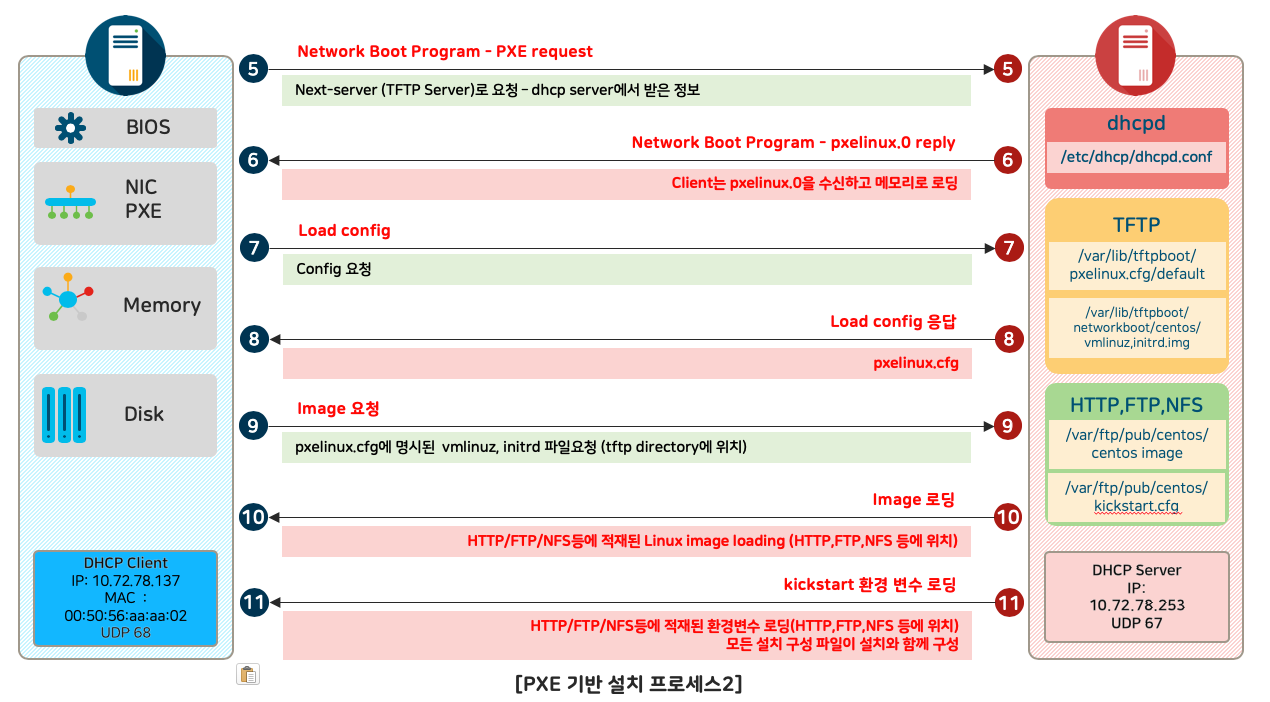 Network Boot Program - PXE request
5
5
Next-server (TFTP Server)로 요청 - dhcp server에서 받은 정보
Network Boot Program - pxelinux.0 reply
6
6
Client는 pxelinux.0을 수신하고 메모리로 로딩
Load config
7
7
Config 요청
Load config 응답
8
8
pxelinux.cfg
Image 요청
9
9
pxelinux.cfg에 명시된 vmlinuz, initrd 파일요청 (tftp directory에 위치)
Image 로딩
10
10
HTTP/FTP/NFS등에 적재된 Linux image loading (HTTP,FTP,NFS 등에 위치)
kickstart 환경 변수 로딩
11
11
HTTP/FTP/NFS등에 적재된 환경변수 로딩(HTTP,FTP,NFS 등에 위치)
모든 설치 구성 파일이 설치와 함께 구성
BIOS
NIC
PXE
Memory
Disk
DHCP Client
IP: 10.72.78.137
MAC :
00:50:56:aa:aa:02
UDP 68
dhcpd
/etc/dhcp/dhcpd.conf
TFTP
/var/lib/tftpboot/
pxelinux.cfg/default
/var/lib/tftpboot/
networkboot/centos/
vmlinuz,initrd.img
HTTP,FTP,NFS
/var/ftp/pub/centos/
centos image
/var/ftp/pub/centos/
kickstart.cfg
DHCP Server
IP:
10.72.78.253
UDP 67
[PXE 기반 설치 프로세스2]